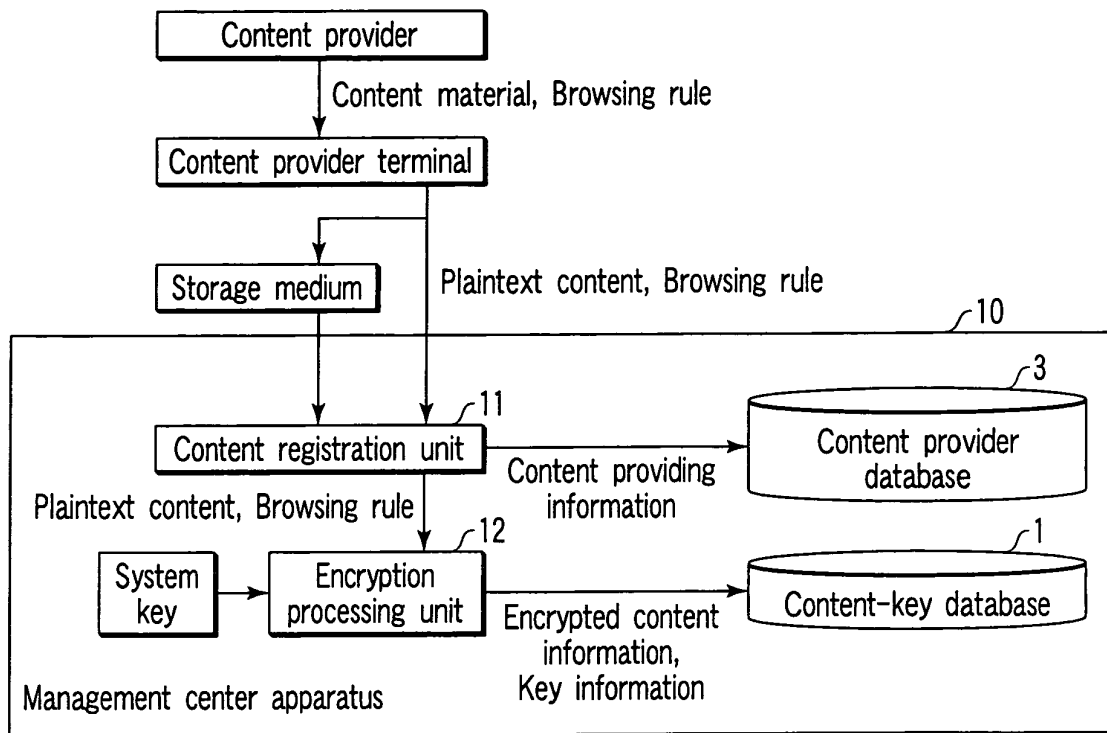 Content provider
Content material, Browsing rule
Content provider terminal
Storage medium
Plaintext content, Browsing rule
10
3
11
Content registration unit
Content provider
database
Content providing
information
Plaintext content, Browsing rule
12
1
System
key
Encryption
processing unit
Content-key database
Encrypted content
information,
Key information
Management center apparatus